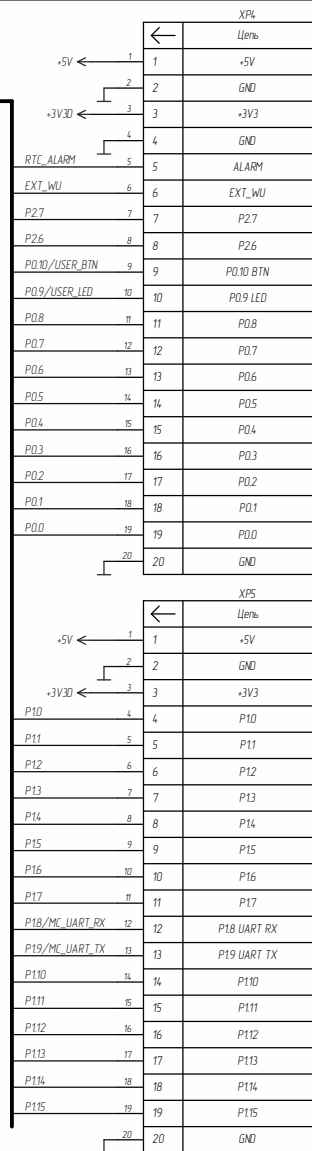 XP4
Цепь
+5V 1 1 +5V
2 2 GND
+3V3D 3 3 +3V3
4 4 GND
RTC_ALARM 5 5 ALARM
EXT_WU 6 6 EXT_WU
P2.7 7 7 P2.7
P2.6 8 8 P2.6
P0.10/USER_BTN 9 9 P0.10 BTN
P0.9/USER_LED 10 10 P0.9 LED
P0.8 11 11 P0.8
P0.7 12 12 P0.7
P0.6 13 13 P0.6
P0.5 14 14 P0.5
P0.4 15 15 P0.4
P0.3 16 16 P0.3
P0.2 17 17 P0.2
P0.1 18 18 P0.1
P0.0 19 19 P0.0
20 20 GND
XP5
Цепь
+5V 1 1 +5V
2 2 GND
+3V3D 3 3 +3V3
P1.0 4 4 P1.0
P1.1 5 5 P1.1
P1.2 6 6 P1.2
P1.3 7 7 P1.3
P1.4 8 8 P1.4
P1.5 9 9 P1.5
P1.6 10 10 P1.6
P1.7 11 11 P1.7
P1.8/MC_UART_RX 12 12 P1.8 UART RX
P1.9/MC_UART_TX 13 13 P1.9 UART TX
P1.10 14 14 P1.10
P1.11 15 15 P1.11
P1.12 16 16 P1.12
P1.13 17 17 P1.13
P1.14 18 18 P1.14
P1.15 19 19 P1.15
20 20 GND